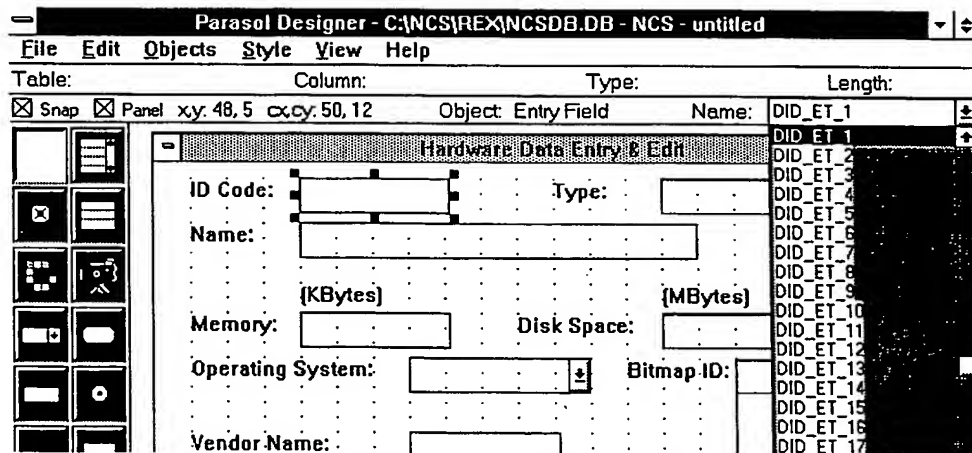 Parasol Designer - C:\NCS\REX\NCSDB.DB - NCS - untitled
File Edit Objects Style View Help
Table: Column: Type: Length:
Snap Panel x,y: 48, 5 cx,cy: 50, 12 Object: Entry Field Name: DID_ET_1
Hardware Data Entry & Edit
ID Code: Type:
Name:
(KBytes) (MBytes)
Memory: Disk Space:
Operating System: Bitmap ID:
Vendor Name:
DID_ET_1
DID_ET_2
DID_ET_3
DID_ET_4
DID_ET_5
DID_ET_6
DID_ET_7
DID_ET_8
DID_ET_9
DID_ET_10
DID_ET_11
DID_ET_12
DID_ET_13
DID_ET_14
DID_ET_15
DID_ET_16
DID_ET_17